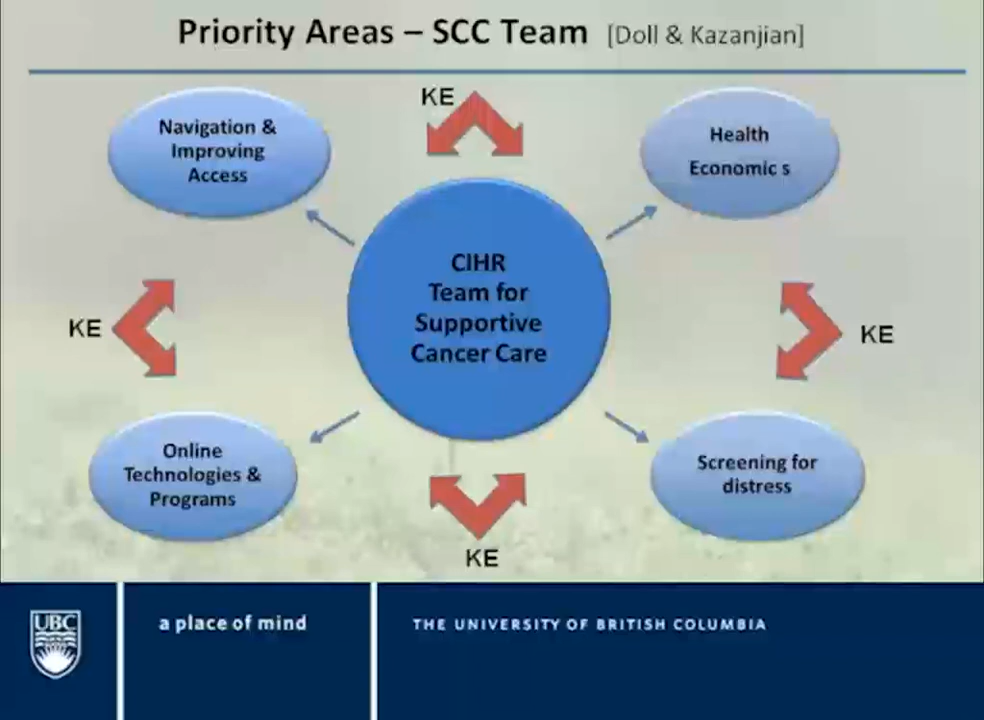 Priority Areas – SCC Team [Doll & Kazanjian]
KE
Navigation &
Improving
Access
Health
Economic s
CIHR
Team for
Supportive
Cancer Care
KE
KE
Online
Technologies &
Programs
Screening for
distress
KE
UBC
a place of mind
THE UNIVERSITY OF BRITISH COLUMBIA